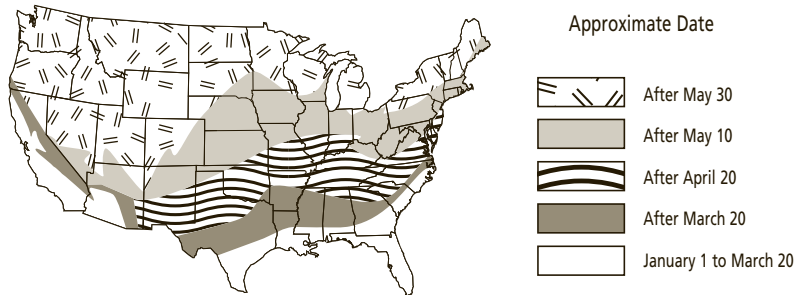 Approximate Date
After May 30
After May 10
After April 20
After March 20
January 1 to March 20